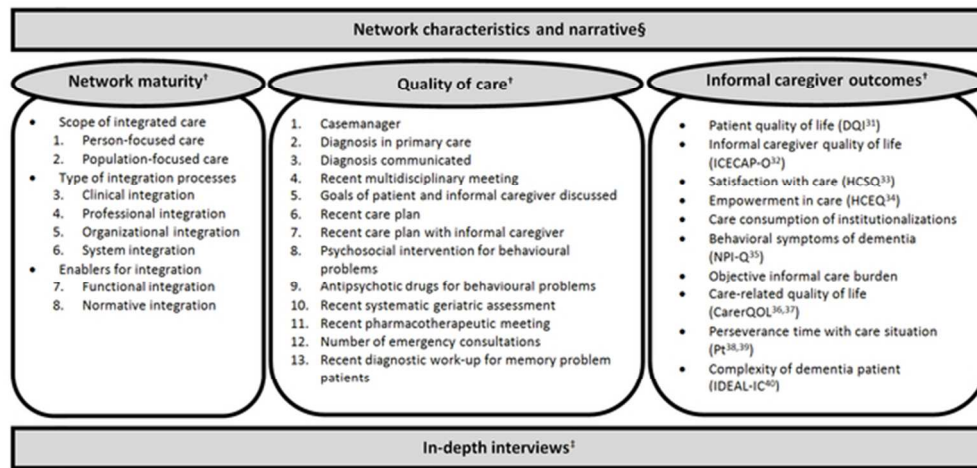 Network characteristics and narrative§
Network maturity†
• Scope of integrated care
1. Person-focused care
2. Population-focused care
• Type of integration processes
3. Clinical integration
4. Professional integration
5. Organizational integration
6. System integration
• Enablers for integration
7. Functional integration
8. Normative integration
Quality of care†
1. Casemanager
2. Diagnosis in primary care
3. Diagnosis communicated
4. Recent multidisciplinary meeting
5. Goals of patient and informal caregiver discussed
6. Recent care plan
7. Recent care plan with informal caregiver
8. Psychosocial intervention for behavioural
problems
9. Antipsychotic drugs for behavioural problems
10. Recent systematic geriatric assessment
11. Recent pharmacotherapeutic meeting
12. Number of emergency consultations
13. Recent diagnostic work-up for memory problem
patients
Informal caregiver outcomes†
• Patient quality of life (DQI³¹)
• Informal caregiver quality of life
(ICECAP-O³²)
• Satisfaction with care (HCSQ³³)
• Empowerment in care (HCEQ³⁴)
• Care consumption of institutionalizations
• Behavioral symptoms of dementia
(NPI-Q³⁵)
• Objective informal care burden
• Care-related quality of life
(CarerQOL³⁶,³⁷)
• Perseverance time with care situation
(Pt³⁸,³⁹)
• Complexity of dementia patient
(IDEAL-IC⁴⁰)
In-depth interviews‡